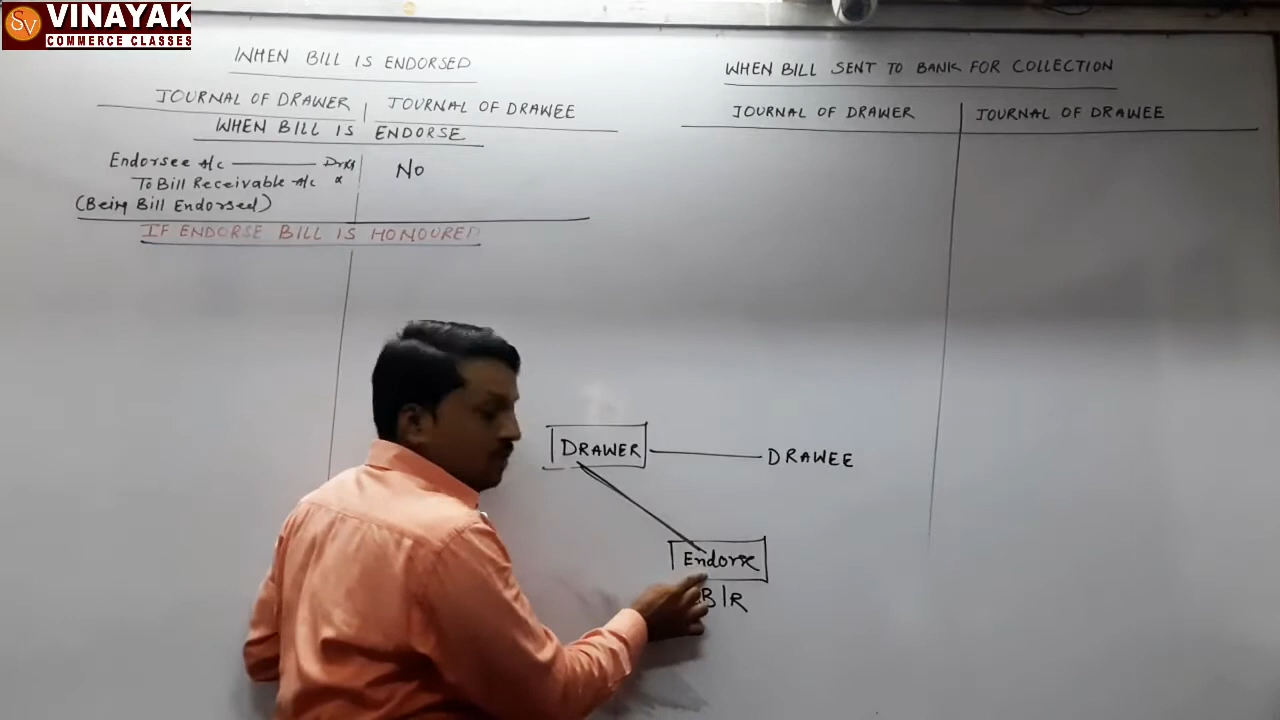 SV VINAYAK
COMMERCE CLASSES
WHEN BILL IS ENDORSED
JOURNAL OF DRAWER JOURNAL OF DRAWEE
WHEN BILL IS ENDORSE
Endorsee A/c Dr
No
To Bill Receivable A/c
(Being Bill Endorsed)
IF ENDORSE BILL IS HONOURED
WHEN BILL SENT TO BANK FOR COLLECTION
JOURNAL OF DRAWER JOURNAL OF DRAWEE
DRAWER DRAWEE
Endorse
B/R